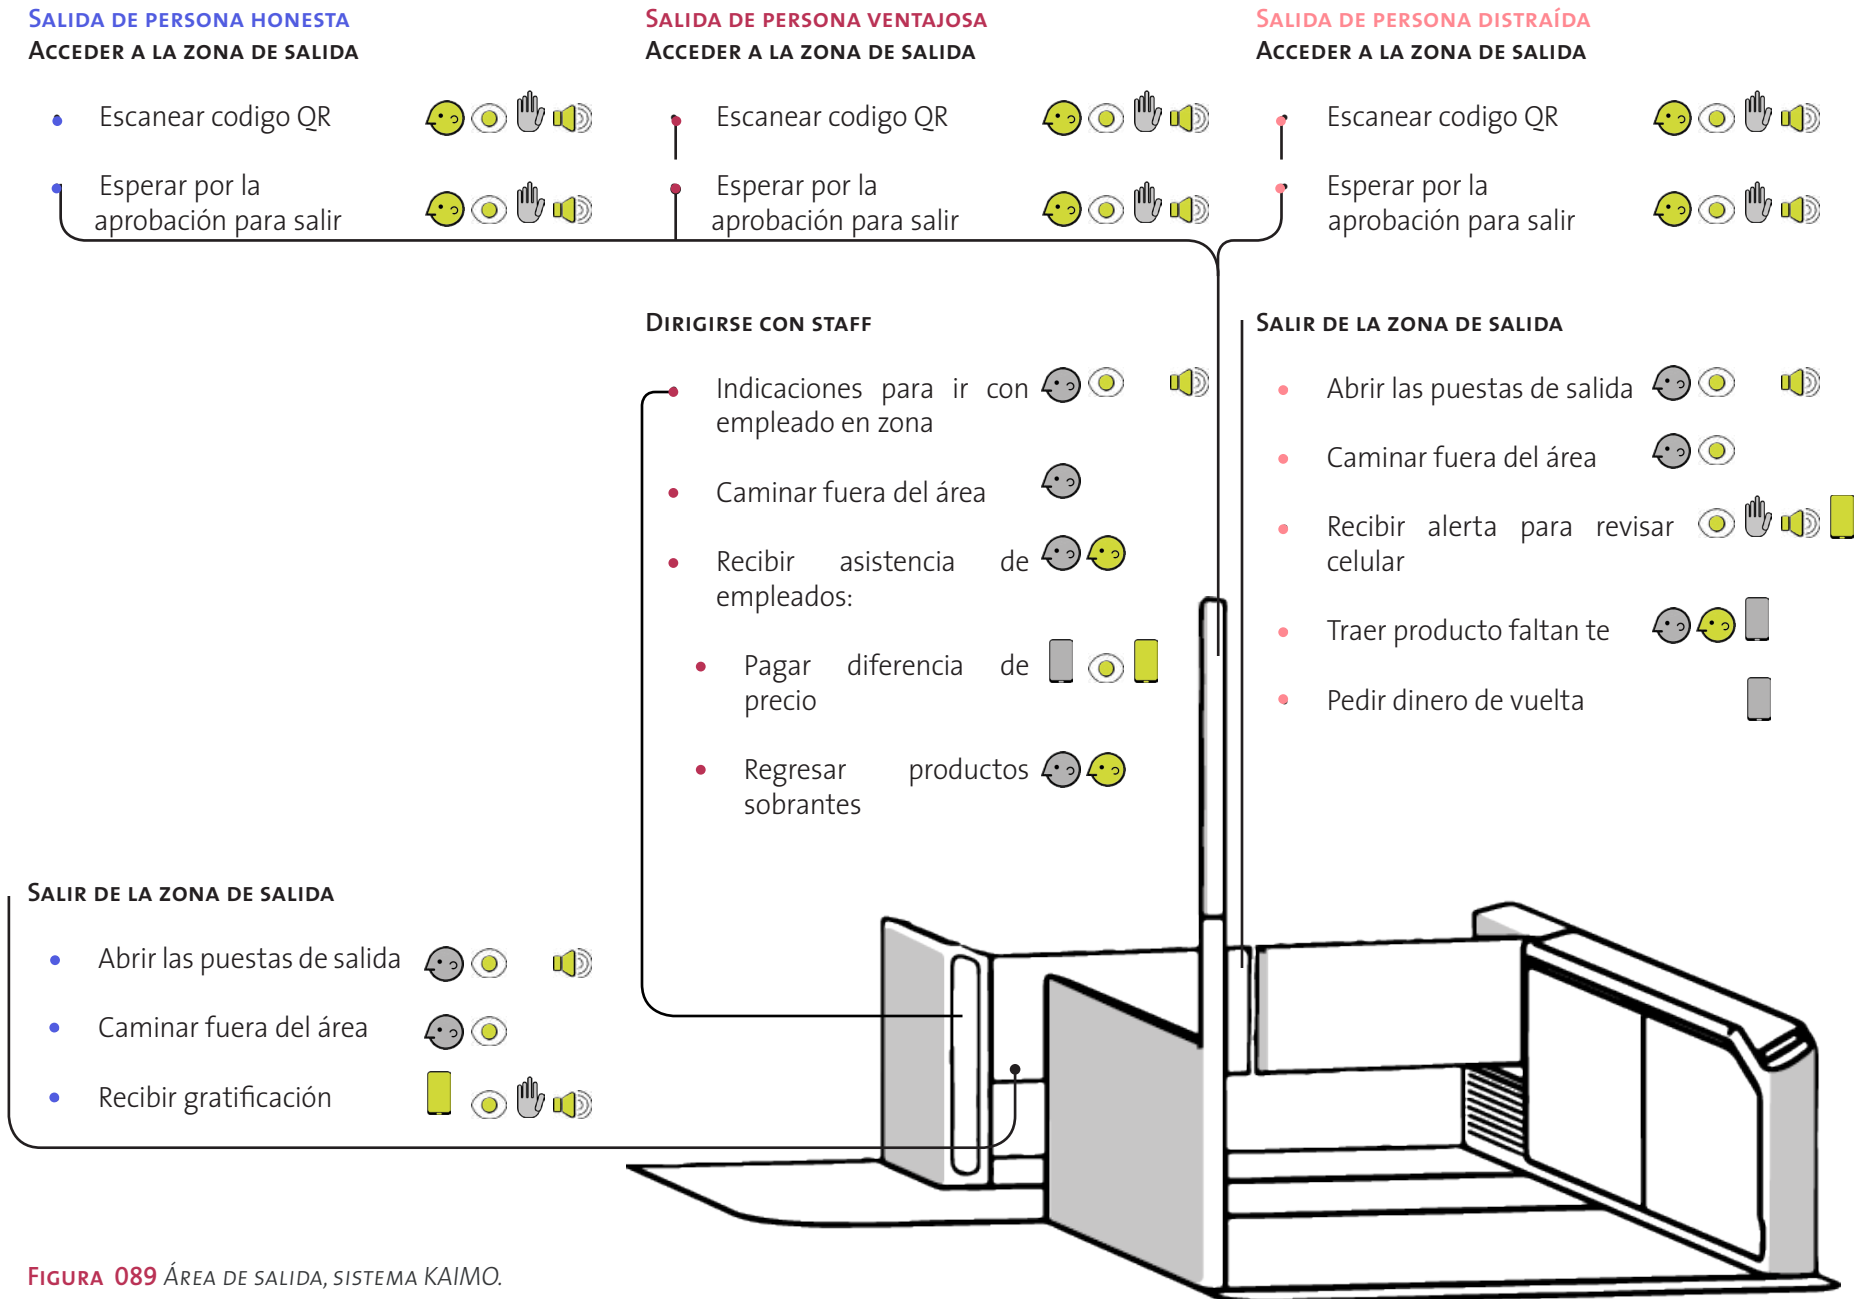 Salida de persona honesta
Acceder a la zona de salida
Escanear codigo QR
Esperar por la
aprobación para salir
Salida de persona ventajosa
Acceder a la zona de salida
Escanear codigo QR
Esperar por la
aprobación para salir
Salida de persona distraída
Acceder a la zona de salida
Escanear codigo QR
Esperar por la
aprobación para salir
Dirigirse con staff
Indicaciones para ir con
empleado en zona
Caminar fuera del área
Recibir asistencia de
empleados:
Pagar diferencia de
precio
Regresar productos
sobrantes
Salir de la zona de salida
Abrir las puestas de salida
Caminar fuera del área
Recibir alerta para revisar
celular
Traer producto faltan te
Pedir dinero de vuelta
Salir de la zona de salida
Abrir las puestas de salida
Caminar fuera del área
Recibir gratificación
Figura 089 Área de salida, sistema KAIMO.